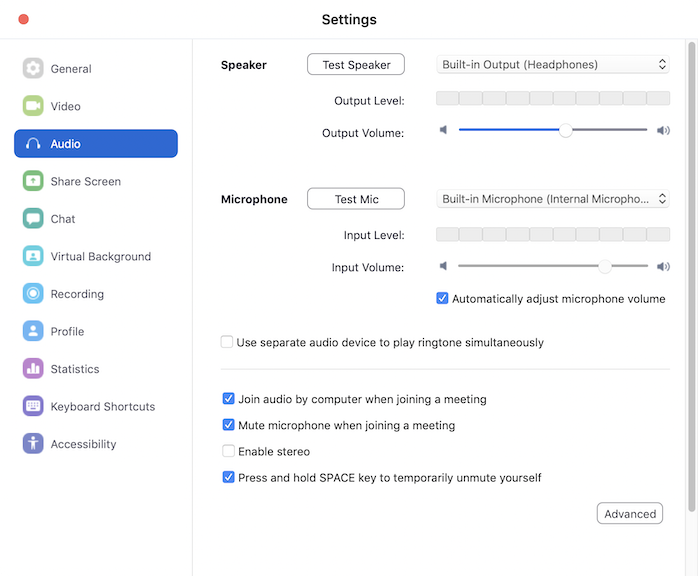 Settings
General
Video
Audio
Share Screen
Chat
Virtual Background
Recording
Profile
Statistics
Keyboard Shortcuts
Accessibility
Speaker
Test Speaker
Built-in Output (Headphones)
Output Level:
Output Volume:
Microphone
Test Mic
Built-in Microphone (Internal Micropho...
Input Level:
Input Volume:
Automatically adjust microphone volume
Use separate audio device to play ringtone simultaneously
Join audio by computer when joining a meeting
Mute microphone when joining a meeting
Enable stereo
Press and hold SPACE key to temporarily unmute yourself
Advanced